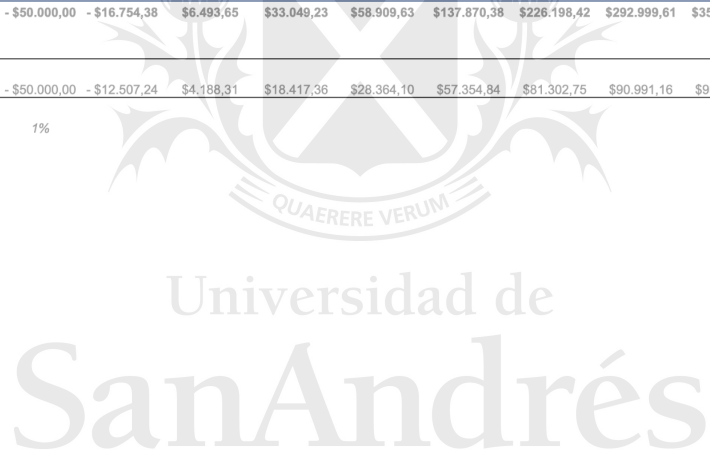 - $50.000,00 - $16.754,38 $6.493,65 $33.049,23 $58.909,63 $137.870,38 $226.198,42 $292.999,61 $35
- $50.000,00 - $12.507,24 $4.188,31 $18.417,36 $28.364,10 $57.354,84 $81.302,75 $90.991,16 $9
1%
QUAERERE VERUM
Universidad de
SanAndrés